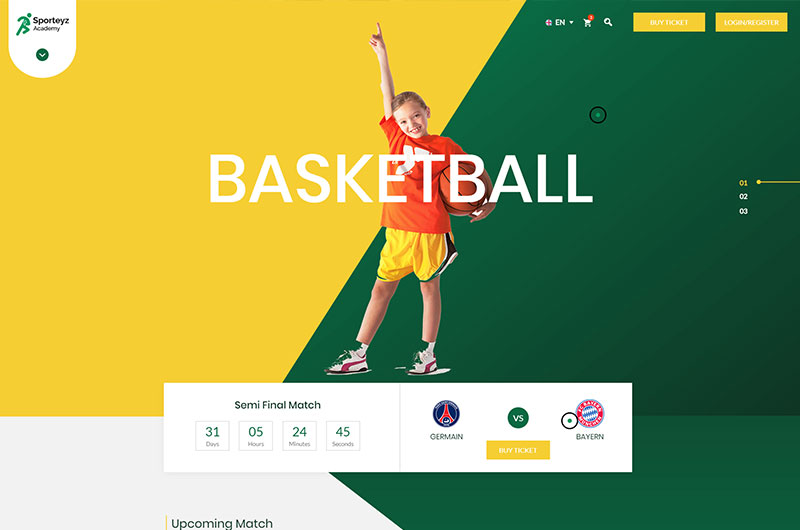 Sporteyz
Academy
EN
3
BUY TICKET
LOGIN/REGISTER
BASKETBALL
01
02
03
Semi Final Match
31
Days
05
Hours
24
Minutes
45
Seconds
VS
GERMAIN
BAYERN
BUY TICKET
Upcoming Match